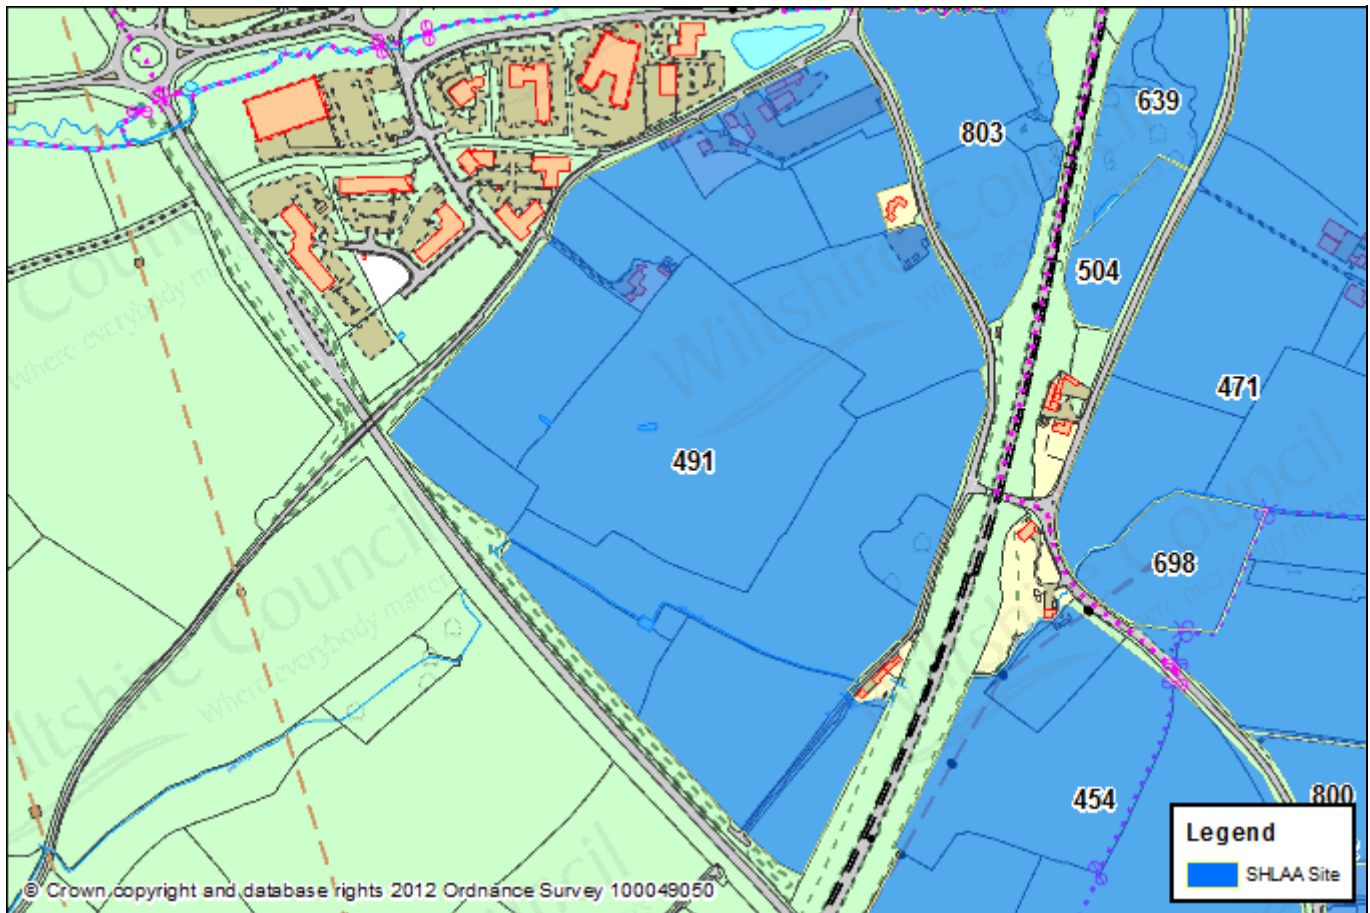 639
803
504
471
491
698
454
800
Legend
SHLAA Site
© Crown copyright and database rights 2012 Ordnance Survey 100049050
Wiltshire Council
Where everybody matters